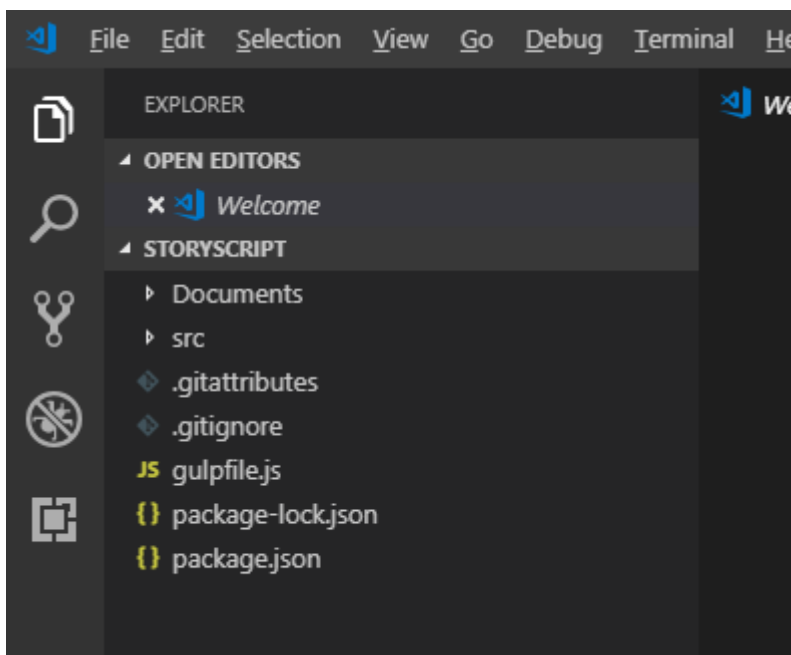 File Edit Selection View Go Debug Terminal
EXPLORER
OPEN EDITORS
Welcome
STORYSCRIPT
Documents
src
.gitattributes
.gitignore
JS gulpfile.js
{} package-lock.json
{} package.json